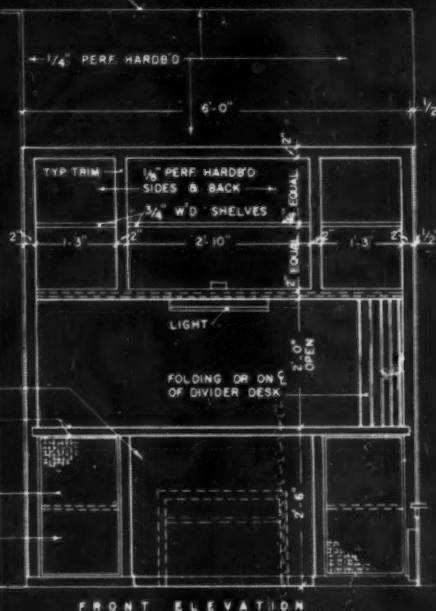 1/4" PERF. HARDB'D
6'-0"
1/2
2"
TYP. TRIM
1/8" PERF. HARDB'D
SIDES & BACK
EQUAL
3/4" W'D SHELVES
2"
1'-3"
2"
2'-10"
2"
1'-3"
2"
1/2"
EQUAL
2"
LIGHT
2'-0"
OPEN
FOLDING OR ON ℄
OF DIVIDER DESK
2'-6"
FRONT ELEVATION